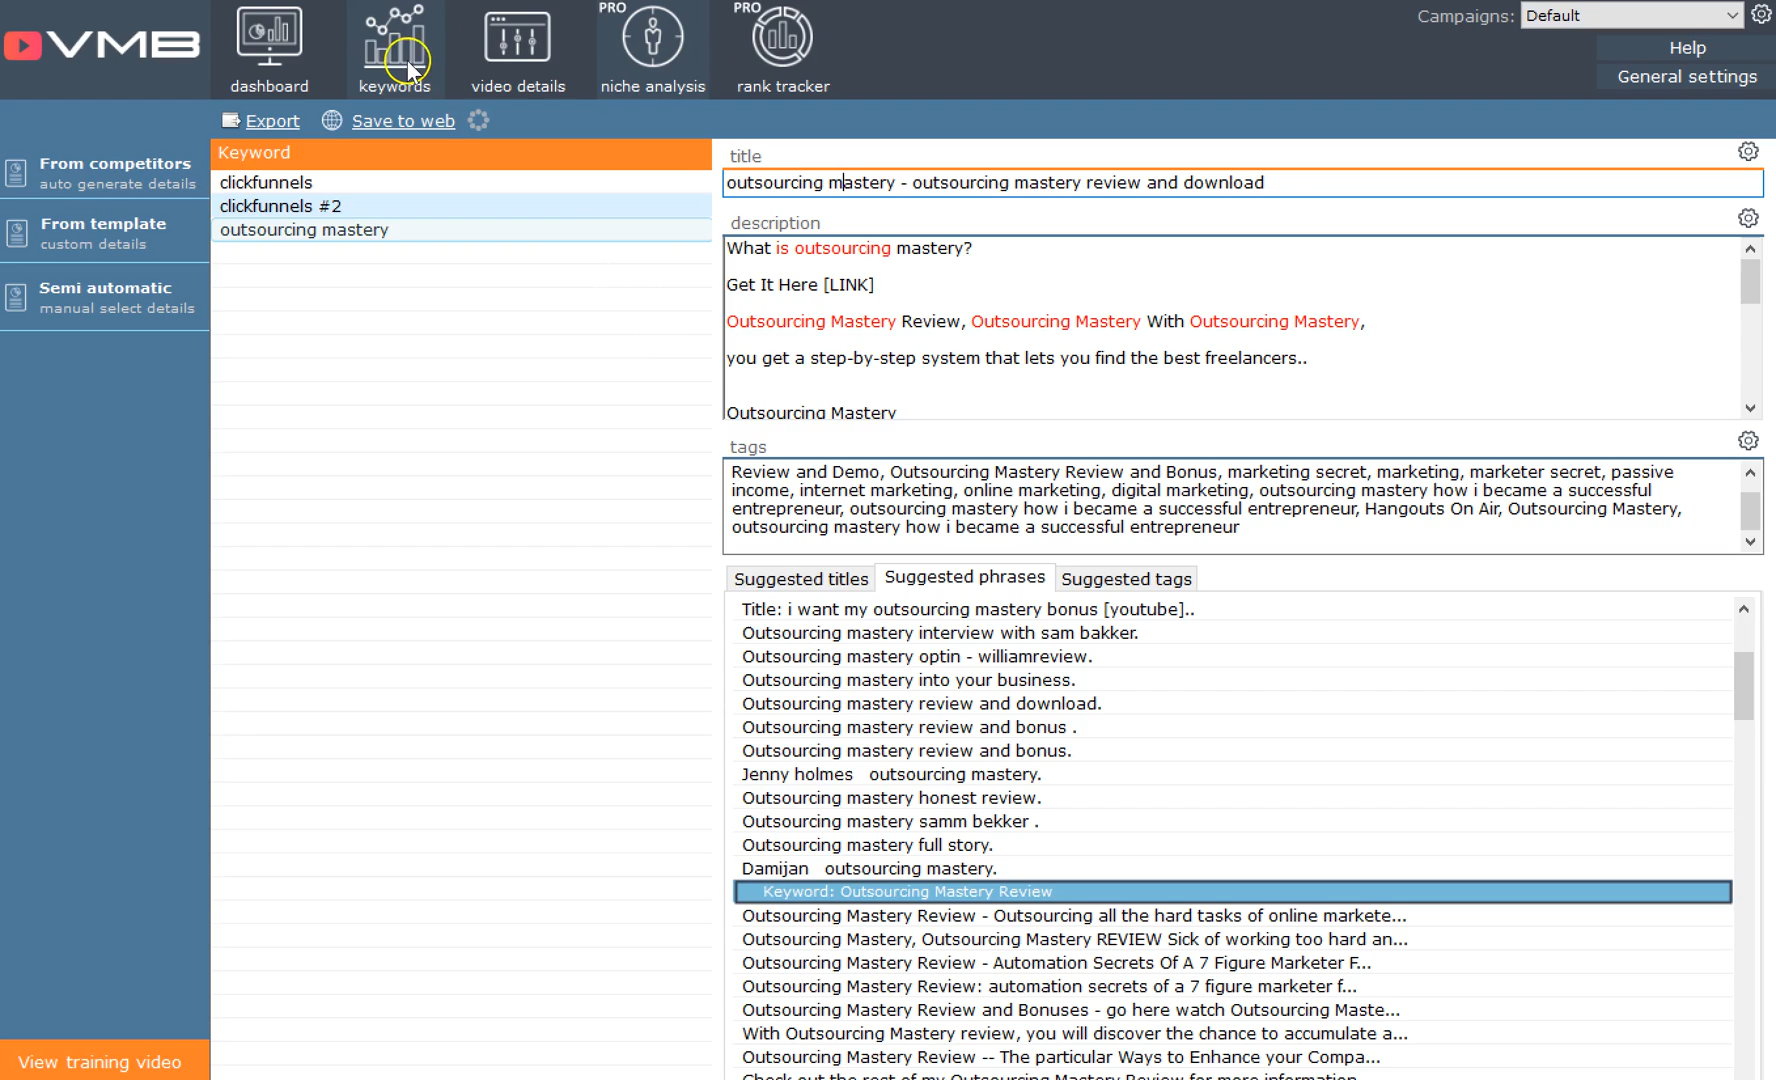 VMB
dashboard
keywords
video details
PRO
niche analysis
PRO
rank tracker
Campaigns: Default
Help
General settings
Export
Save to web
From competitors
auto generate details
From template
custom details
Semi automatic
manual select details
View training video
Keyword
clickfunnels
clickfunnels #2
outsourcing mastery
title
outsourcing mastery - outsourcing mastery review and download
description
What is outsourcing mastery?
Get It Here [LINK]
Outsourcing Mastery Review, Outsourcing Mastery With Outsourcing Mastery,
you get a step-by-step system that lets you find the best freelancers..
Outsourcing Mastery
tags
Review and Demo, Outsourcing Mastery Review and Bonus, marketing secret, marketing, marketer secret, passive
income, internet marketing, online marketing, digital marketing, outsourcing mastery how i became a successful
entrepreneur, outsourcing mastery how i became a successful entrepreneur, Hangouts On Air, Outsourcing Mastery,
outsourcing mastery how i became a successful entrepreneur
Suggested titles
Suggested phrases
Suggested tags
Title: i want my outsourcing mastery bonus [youtube]..
Outsourcing mastery interview with sam bakker.
Outsourcing mastery optin - williamreview.
Outsourcing mastery into your business.
Outsourcing mastery review and download.
Outsourcing mastery review and bonus .
Outsourcing mastery review and bonus.
Jenny holmes outsourcing mastery.
Outsourcing mastery honest review.
Outsourcing mastery samm bekker .
Outsourcing mastery full story.
Damijan outsourcing mastery.
Keyword: Outsourcing Mastery Review
Outsourcing Mastery Review - Outsourcing all the hard tasks of online markete...
Outsourcing Mastery, Outsourcing Mastery REVIEW Sick of working too hard an...
Outsourcing Mastery Review - Automation Secrets Of A 7 Figure Marketer F...
Outsourcing Mastery Review: automation secrets of a 7 figure marketer f...
Outsourcing Mastery Review and Bonuses - go here watch Outsourcing Maste...
With Outsourcing Mastery review, you will discover the chance to accumulate a...
Outsourcing Mastery Review -- The particular Ways to Enhance your Compa...
Check out the rest of my Outsourcing Mastery Review for more information